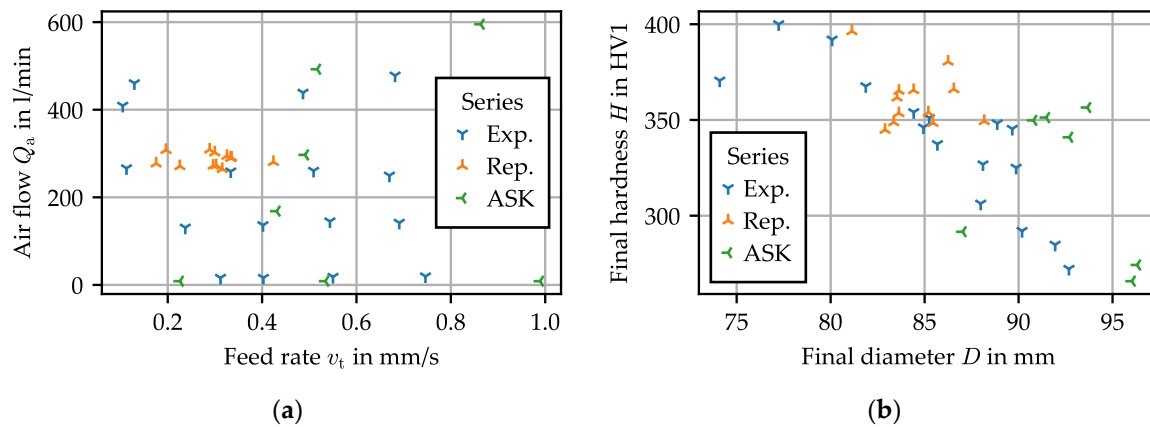 600
400
200
0
Air flow Qa in l/min
0.2 0.4 0.6 0.8 1.0
Feed rate vt in mm/s
Series
Exp.
Rep.
ASK
(a)
400
350
300
Final hardness H in HV1
75 80 85 90 95
Final diameter D in mm
Series
Exp.
Rep.
ASK
(b)